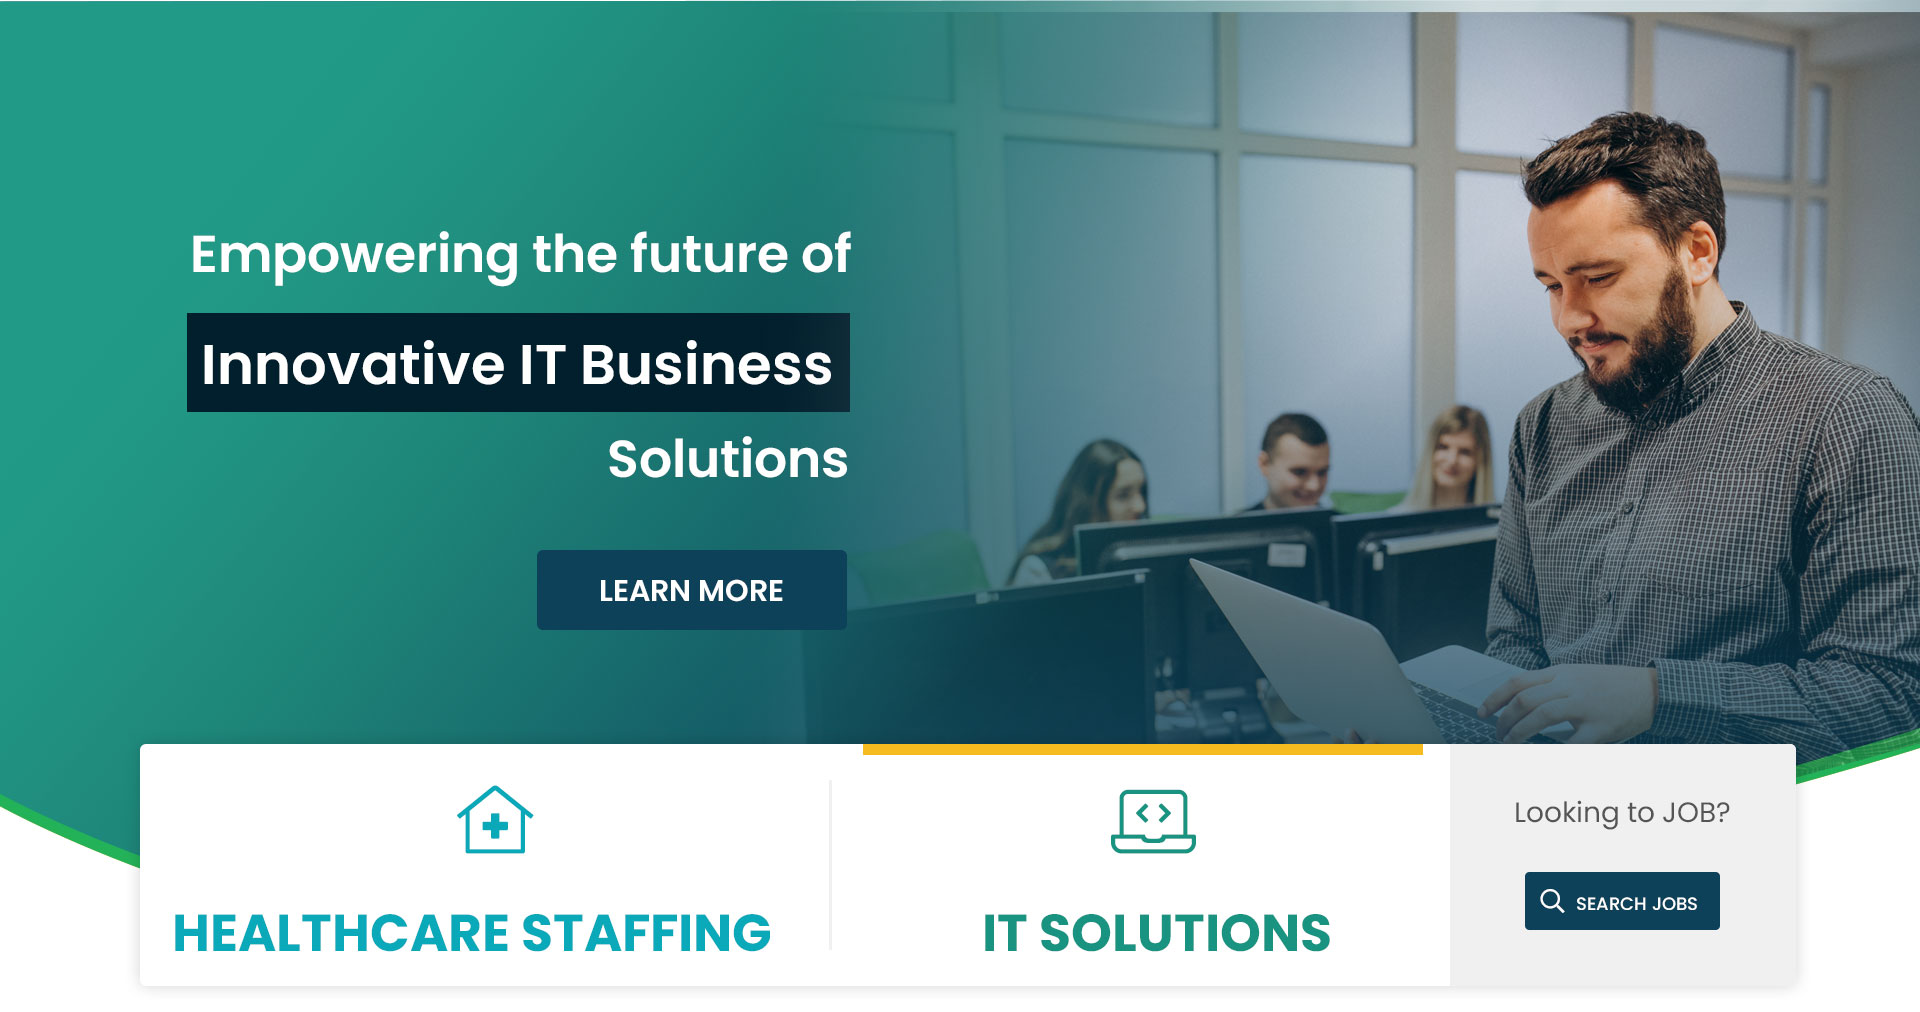 Empowering the future of
Innovative IT Business
Solutions
LEARN MORE
HEALTHCARE STAFFING
IT SOLUTIONS
Looking to JOB?
SEARCH JOBS